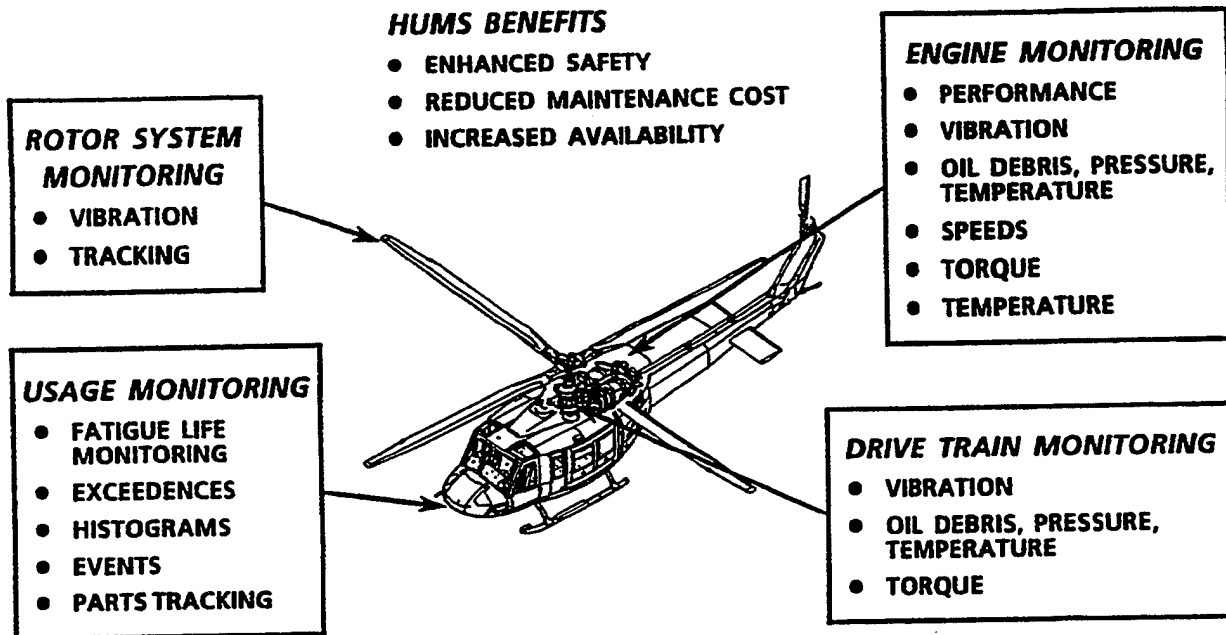 HUMS BENEFITS
• ENHANCED SAFETY
• REDUCED MAINTENANCE COST
• INCREASED AVAILABILITY
ROTOR SYSTEM
MONITORING
• VIBRATION
• TRACKING
USAGE MONITORING
• FATIGUE LIFE
MONITORING
• EXCEEDENCES
• HISTOGRAMS
• EVENTS
• PARTS TRACKING
ENGINE MONITORING
• PERFORMANCE
• VIBRATION
• OIL DEBRIS, PRESSURE,
TEMPERATURE
• SPEEDS
• TORQUE
• TEMPERATURE
DRIVE TRAIN MONITORING
• VIBRATION
• OIL DEBRIS, PRESSURE,
TEMPERATURE
• TORQUE